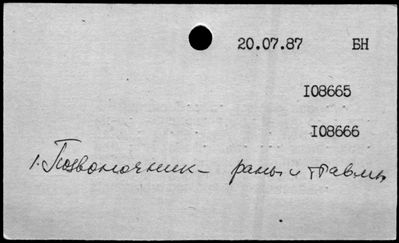 20.07.87 БН
I08665
I08666
1. Позвоночник - раны и травмы